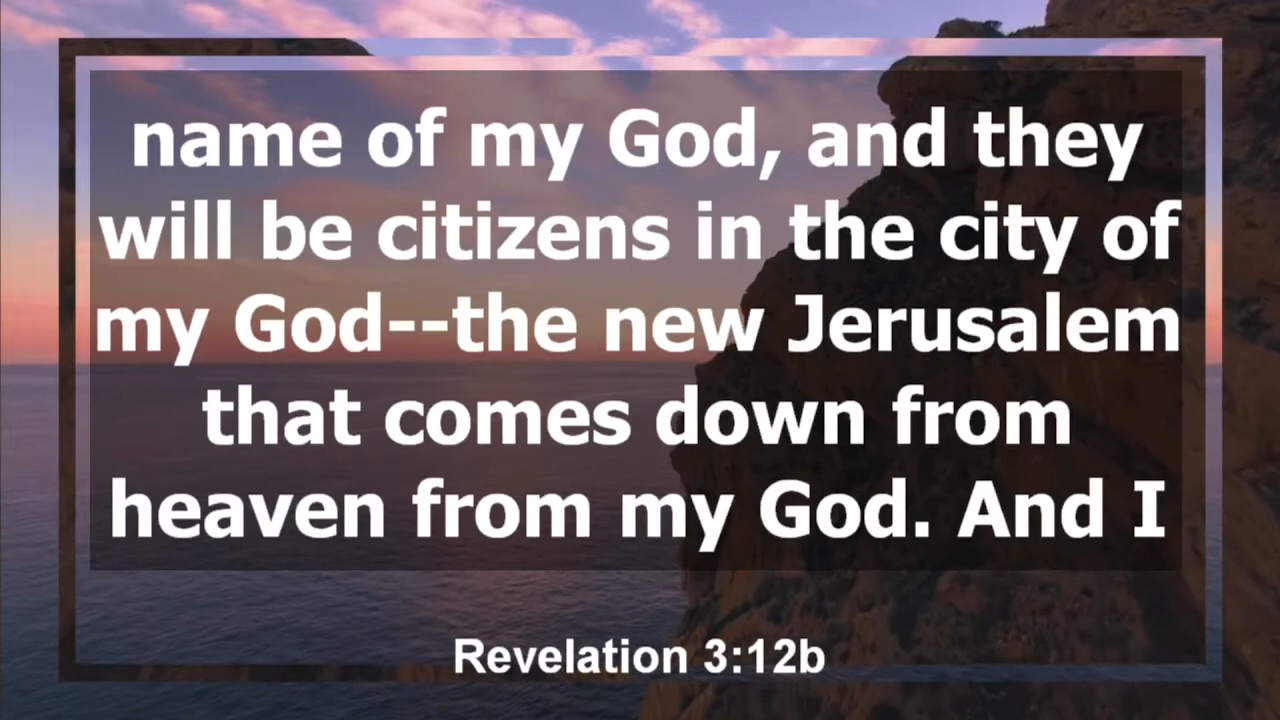 name of my God, and they
will be citizens in the city of
my God--the new Jerusalem
that comes down from
heaven from my God. And I
Revelation 3:12b